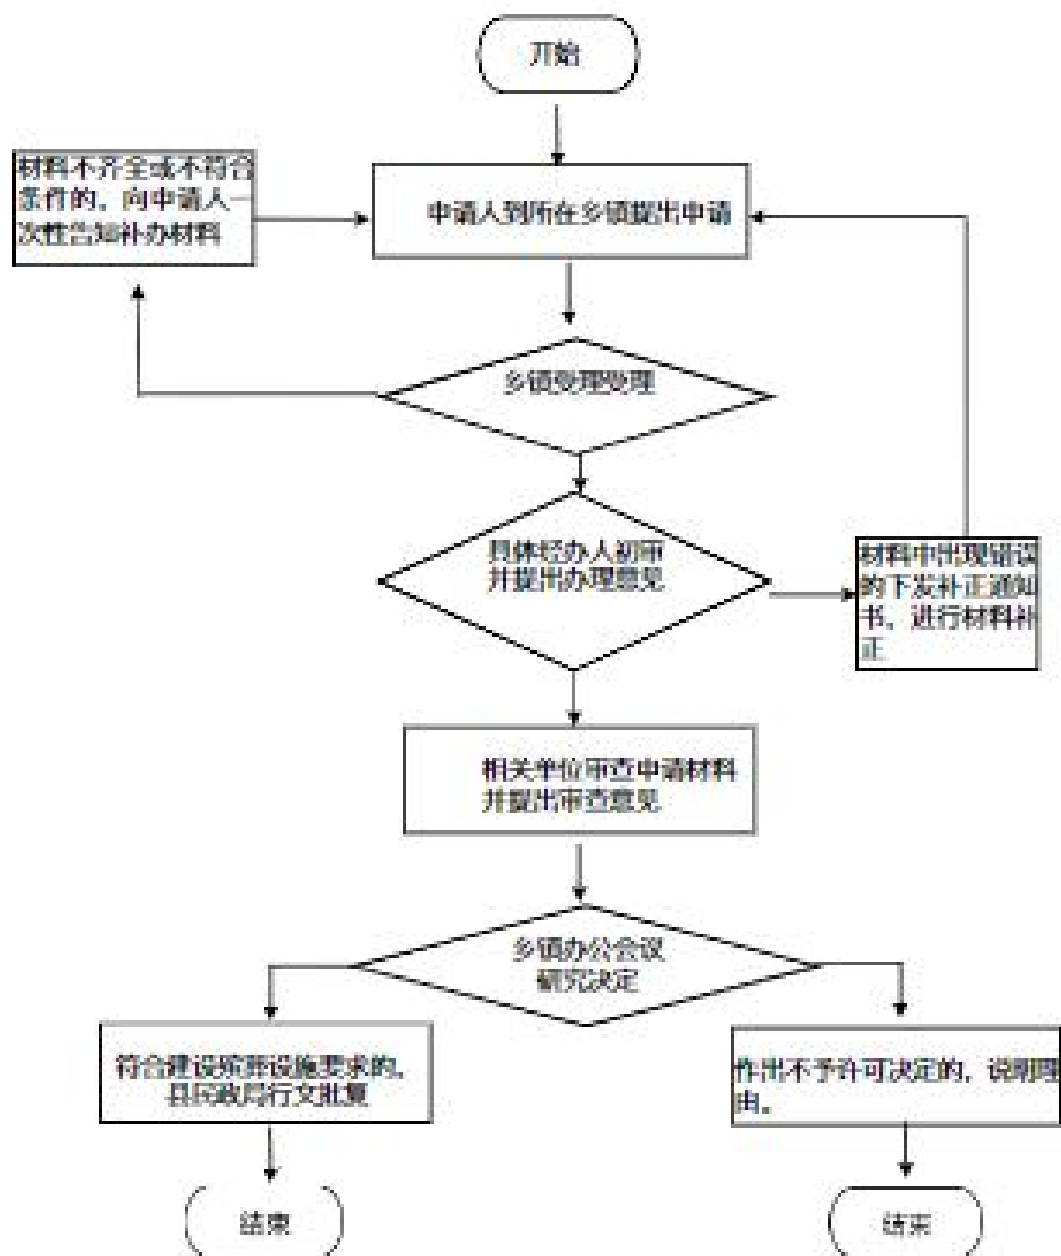 开始
材料不齐全或不符合
条件的，向申请人一
次性告知补办材料
申请人到所在乡镇提出申请
乡镇受理受理
具体经办人初审
并提出办理意见
材料中出现错误
的下发补正通知
书，进行材料补
正
相关单位审查申请材料
并提出审查意见
乡镇办公会议
研究决定
符合建设殡葬设施要求的，
县民政局行文批复
作出不予许可决定的，说明理
由。
结束
结束